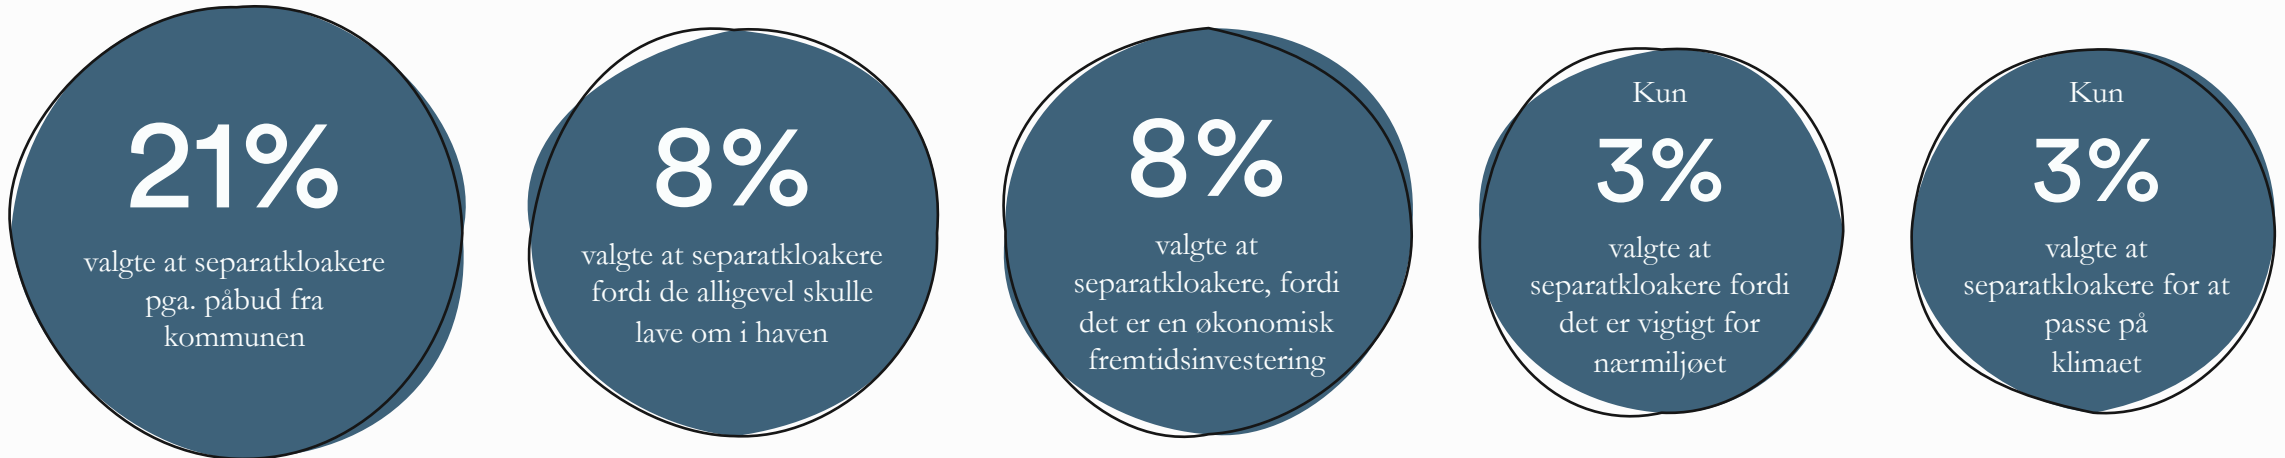 21%
valgte at separatkloakere
pga. påbud fra
kommunen
8%
valgte at separatkloakere
fordi de alligevel skulle
lave om i haven
8%
valgte at
separatkloakere, fordi
det er en økonomisk
fremtidsinvestering
Kun
3%
valgte at
separatkloakere fordi
det er vigtigt for
nærmiljøet
Kun
3%
valgte at
separatkloakere for at
passe på
klimaet